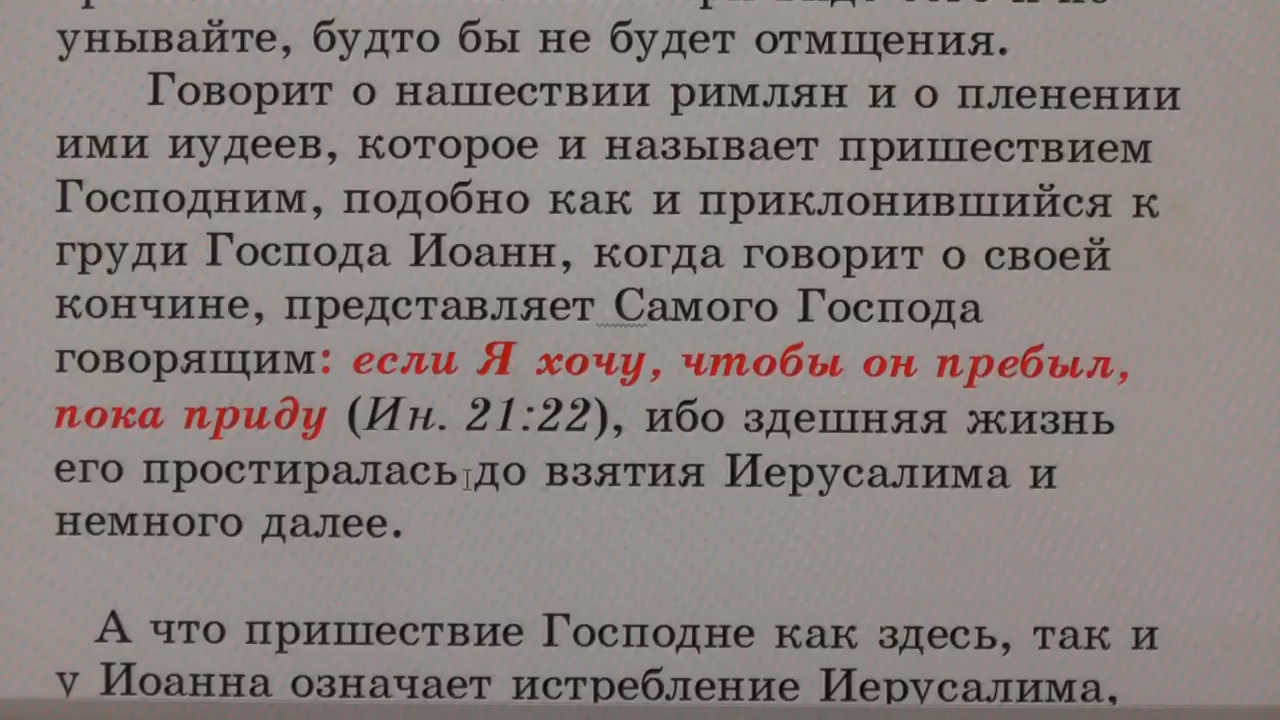 унывайте, будто бы не будет отмщения.
Говорит о нашествии римлян и о пленении
ими иудеев, которое и называет пришествием
Господним, подобно как и приклонившийся к
груди Господа Иоанн, когда говорит о своей
кончине, представляет Самого Господа
говорящим: если Я хочу, чтобы он пребыл,
пока приду (Ин. 21:22), ибо здешняя жизнь
его простиралась до взятия Иерусалима и
немного далее.
А что пришествие Господне как здесь, так и
у Иоанна означает истребление Иерусалима,